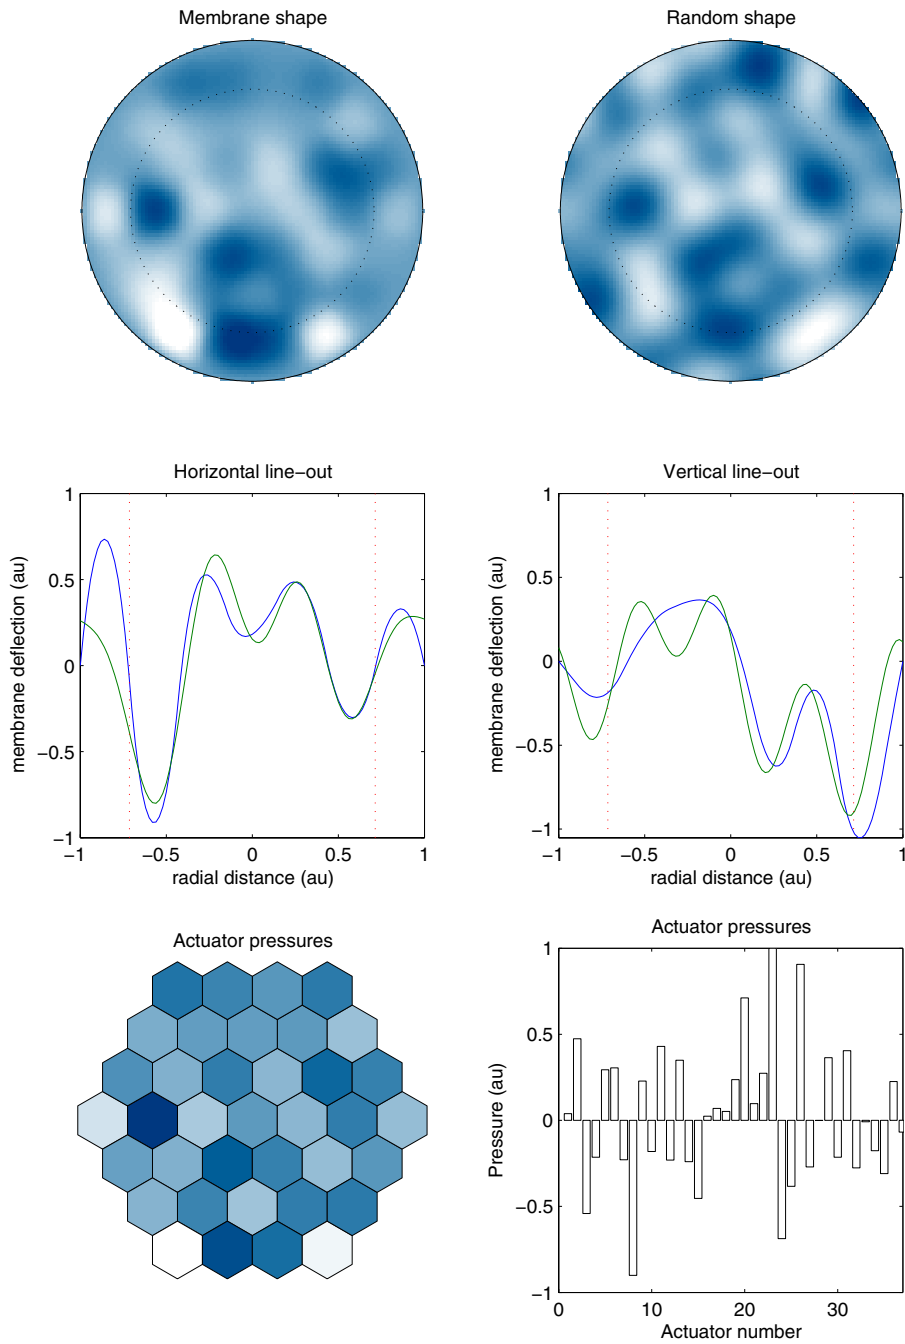 Membrane shape
Random shape
Horizontal line−out
1
0.5
0
−0.5
−1
membrane deflection (au)
−1
−0.5
0
0.5
1
radial distance (au)
Vertical line−out
1
0.5
0
−0.5
−1
membrane deflection (au)
−1
−0.5
0
0.5
1
radial distance (au)
Actuator pressures
Actuator pressures
1
0.5
0
−0.5
−1
Pressure (au)
0
10
20
30
Actuator number